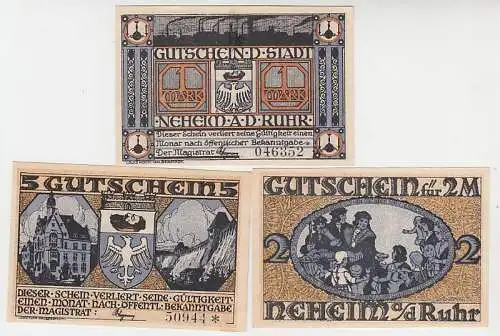 GUTSCHEIN·D·STADT
1 MARK
1 MARK
NEHEIM·A·D·RUHR·
Dieser Schein verliert seine Gültigkeit einen
Monat nach öffentlicher Bekanntgabe·
Der Magistrat 046352
5 GUTSCHEIN 5
DIESER SCHEIN VERLIERT SEINE GÜLTIGKEIT
EINEN MONAT NACH ÖFFENTL: BEKANNTGABE
DER MAGISTRAT: 50944 *
GUTSCHEIN für 2M
2 2
NEHEIM a/d Ruhr